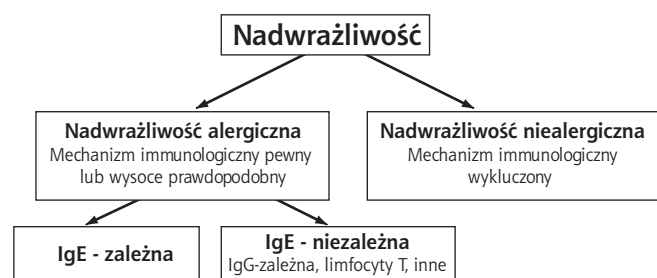 Nadwrażliwość
Nadwrażliwość alergiczna
Mechanizm immunologiczny pewny
lub wysoce prawdopodobny
Nadwrażliwość niealergiczna
Mechanizm immunologiczny
wykluczony
IgE - zależna
IgE - niezależna
IgG-zależna, limfocyty T, inne